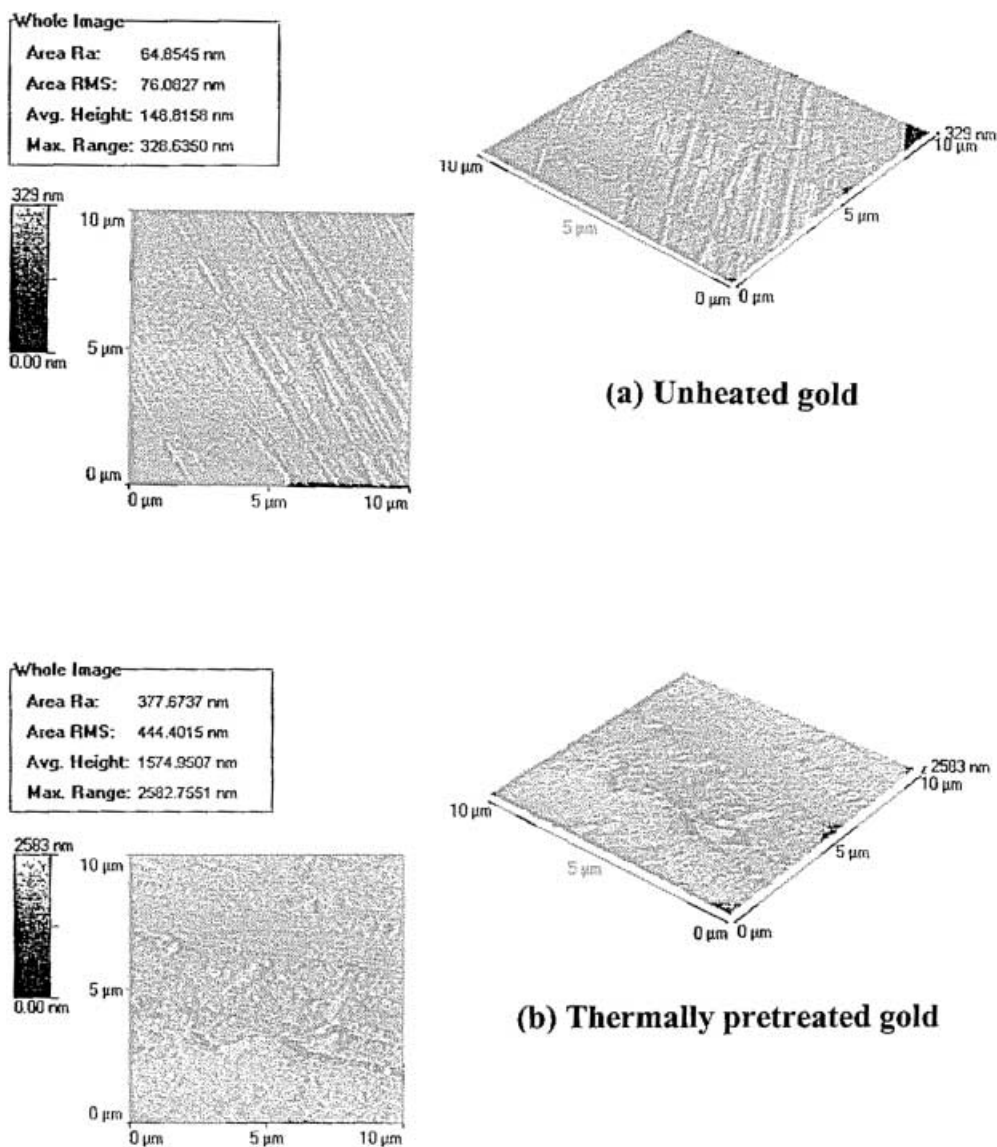 Whole Image
Area Ra: 64.8545 nm
Area RMS: 76.0827 nm
Avg. Height: 148.8158 nm
Max. Range: 328.6350 nm
329 nm
10 µm
10 µm
5 µm
5 µm
0 µm
0 µm
329 nm
0.00 nm
10 µm
5 µm
0 µm
0 µm
5 µm
10 µm
(a) Unheated gold
Whole Image
Area Ra: 377.6737 nm
Area RMS: 444.4015 nm
Avg. Height: 1574.9507 nm
Max. Range: 2582.7551 nm
2583 nm
10 µm
10 µm
5 µm
5 µm
0 µm
0 µm
2583 nm
0.00 nm
10 µm
5 µm
0 µm
0 µm
5 µm
10 µm
(b) Thermally pretreated gold